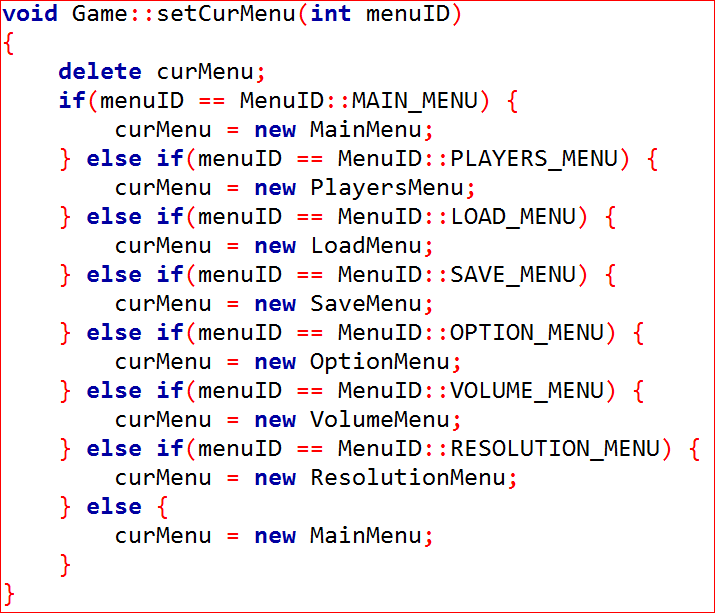 void Game::setCurMenu(int menuID)
{
    delete curMenu;
    if(menuID == MenuID::MAIN_MENU) {
        curMenu = new MainMenu;
    } else if(menuID == MenuID::PLAYERS_MENU) {
        curMenu = new PlayersMenu;
    } else if(menuID == MenuID::LOAD_MENU) {
        curMenu = new LoadMenu;
    } else if(menuID == MenuID::SAVE_MENU) {
        curMenu = new SaveMenu;
    } else if(menuID == MenuID::OPTION_MENU) {
        curMenu = new OptionMenu;
    } else if(menuID == MenuID::VOLUME_MENU) {
        curMenu = new VolumeMenu;
    } else if(menuID == MenuID::RESOLUTION_MENU) {
        curMenu = new ResolutionMenu;
    } else {
        curMenu = new MainMenu;
    }
}